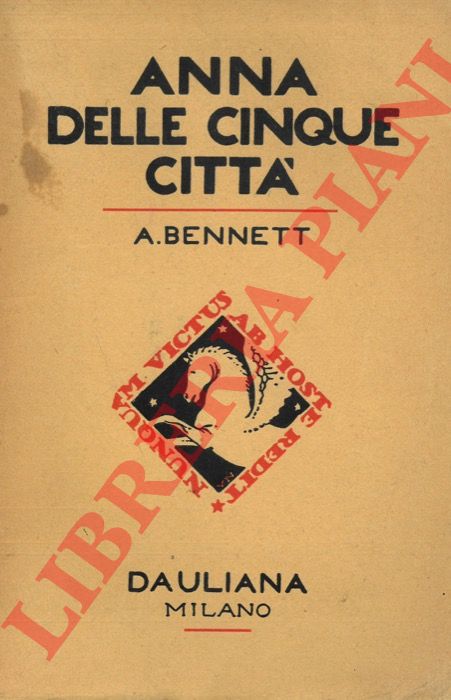 ANNA
DELLE CINQUE
CITTÀ
A. BENNETT
NUNQUAM VICTUS
AB HOSTE REDIT
DAULIANA
MILANO
LIBRERIA PIANI